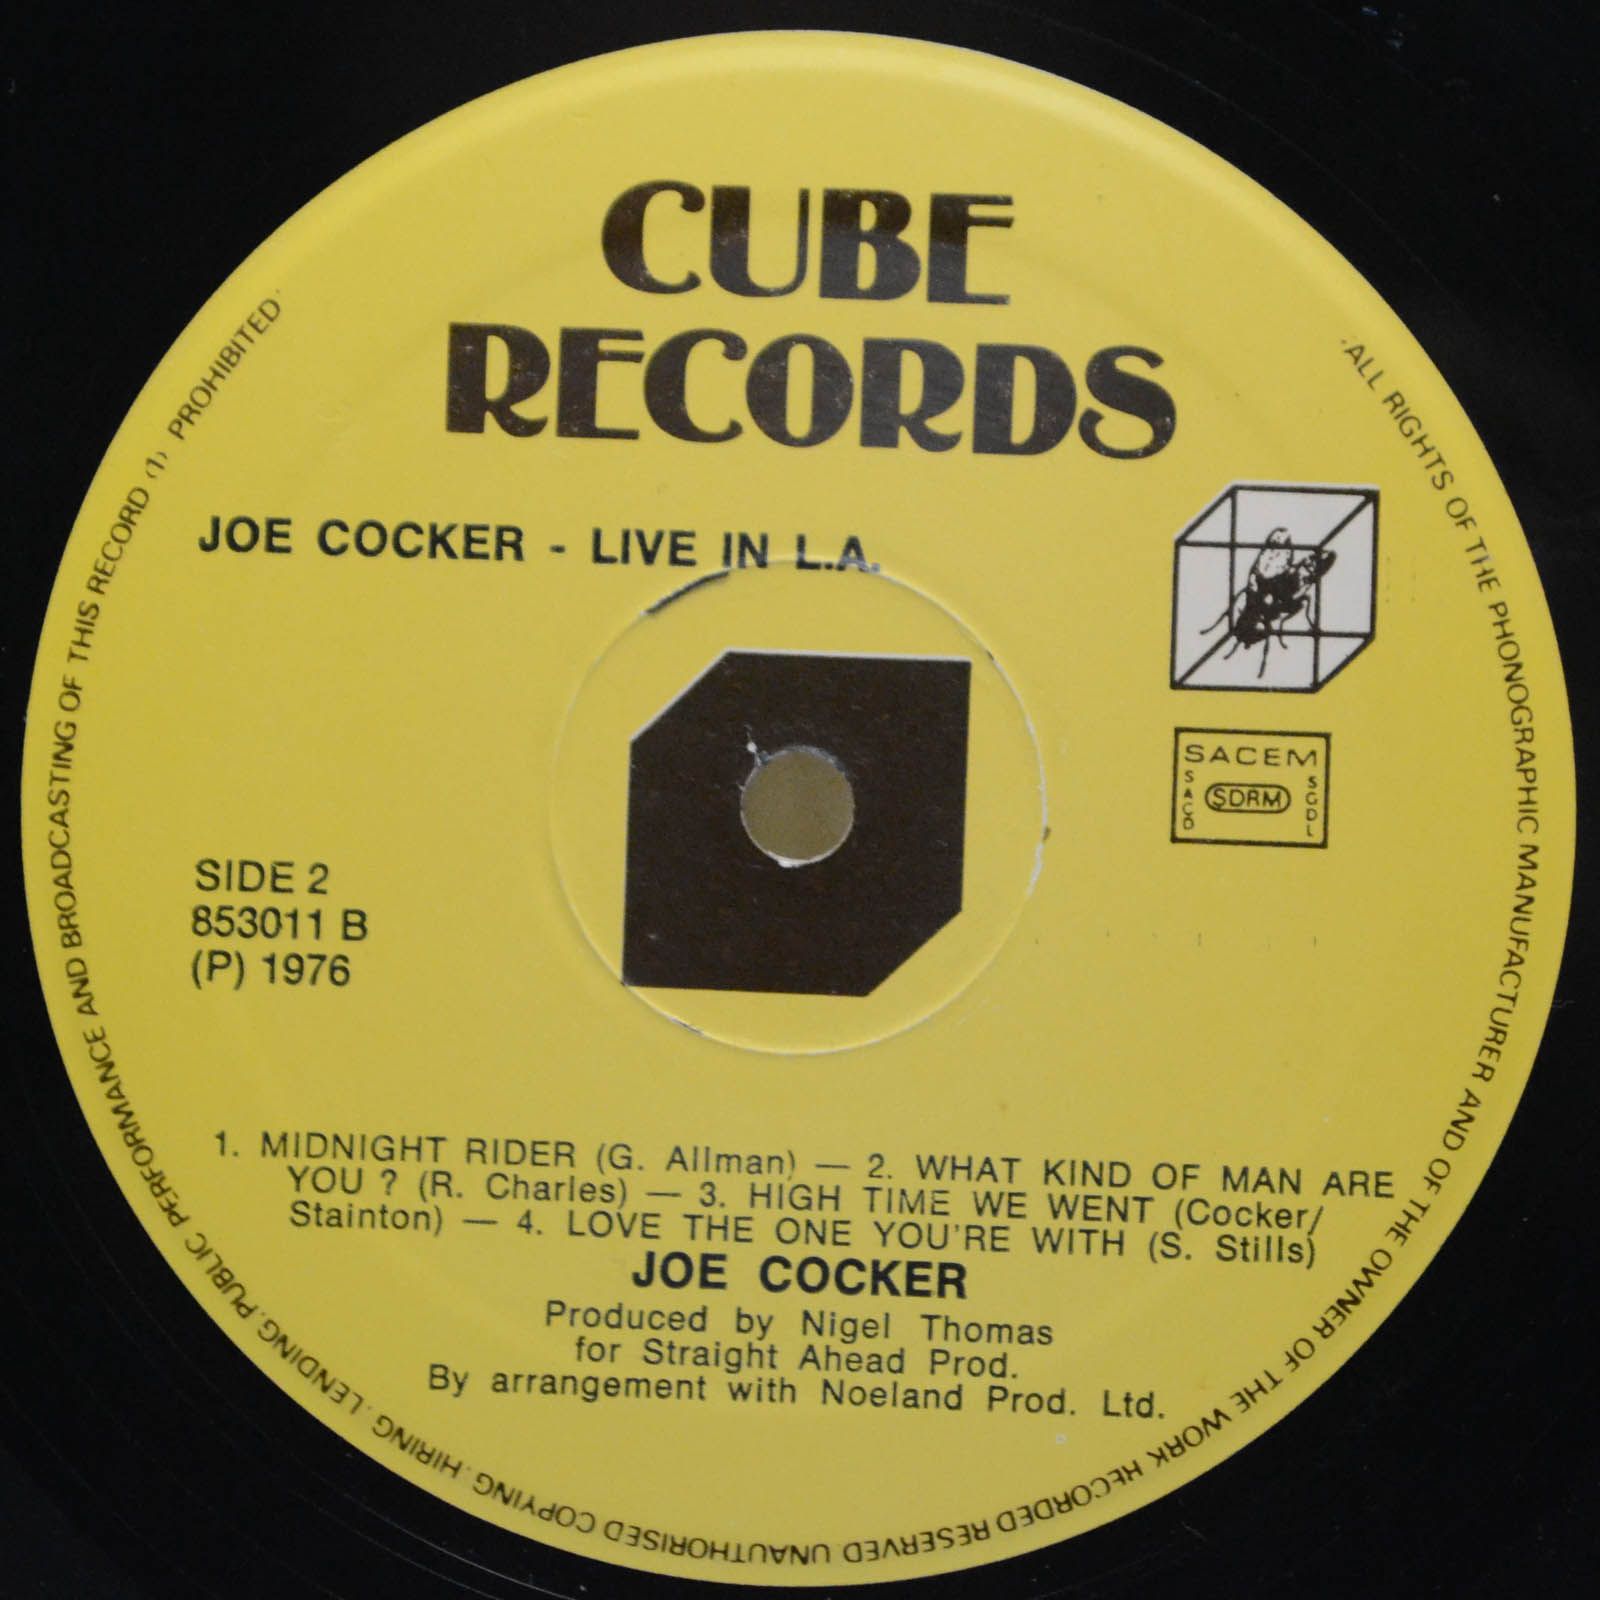 CUBE
RECORDS
JOE COCKER - LIVE IN L.A.
SACEM
SACD
SDRM
SGDL
SIDE 2
853011 B
(P) 1976
1. MIDNIGHT RIDER (G. Allman) — 2. WHAT KIND OF MAN ARE
YOU ? (R. Charles) — 3. HIGH TIME WE WENT (Cocker/
Stainton) — 4. LOVE THE ONE YOU'RE WITH (S. Stills)
JOE COCKER
Produced by Nigel Thomas
for Straight Ahead Prod.
By arrangement with Noeland Prod. Ltd.
.ALL RIGHTS OF THE PHONOGRAPHIC MANUFACTURER AND OF THE OWNER OF THE WORK RECORDED RESERVED UNAUTHORISED COPYING. HIRING. LENDING. PUBLIC PERFORMANCE AND BROADCASTING OF THIS RECORD (1) PROHIBITED.